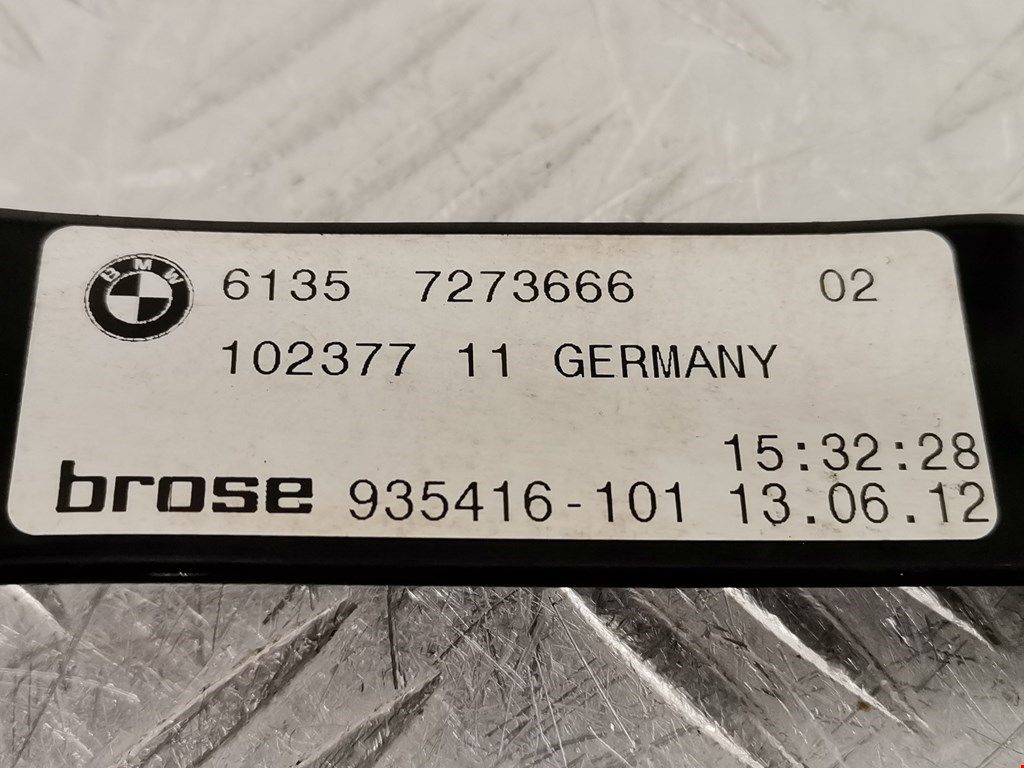 BMW
6135 7273666 02
102377 11 GERMANY
15:32:28
brose 935416-101 13.06.12